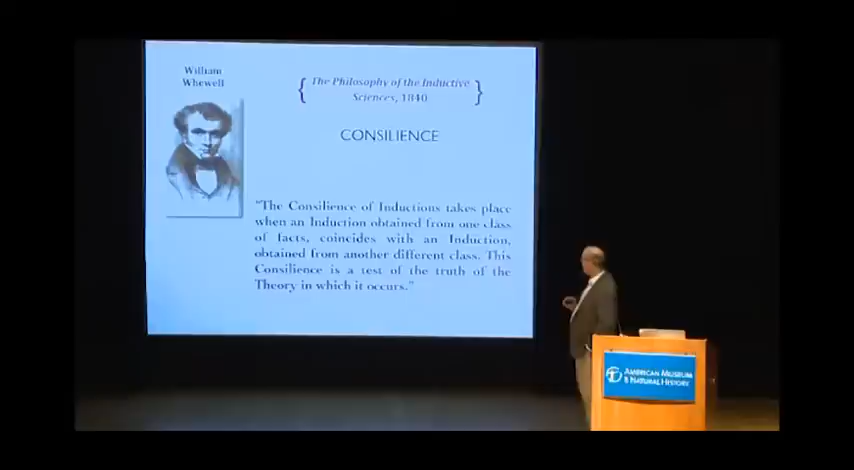 William
Whewell
{ The Philosophy of the Inductive
Sciences, 1840 }
CONSILIENCE
"The Consilience of Inductions takes place
when an Induction obtained from one class
of facts, coincides with an Induction,
obtained from another different class. This
Consilience is a test of the truth of the
Theory in which it occurs."
AMERICAN MUSEUM
& NATURAL HISTORY